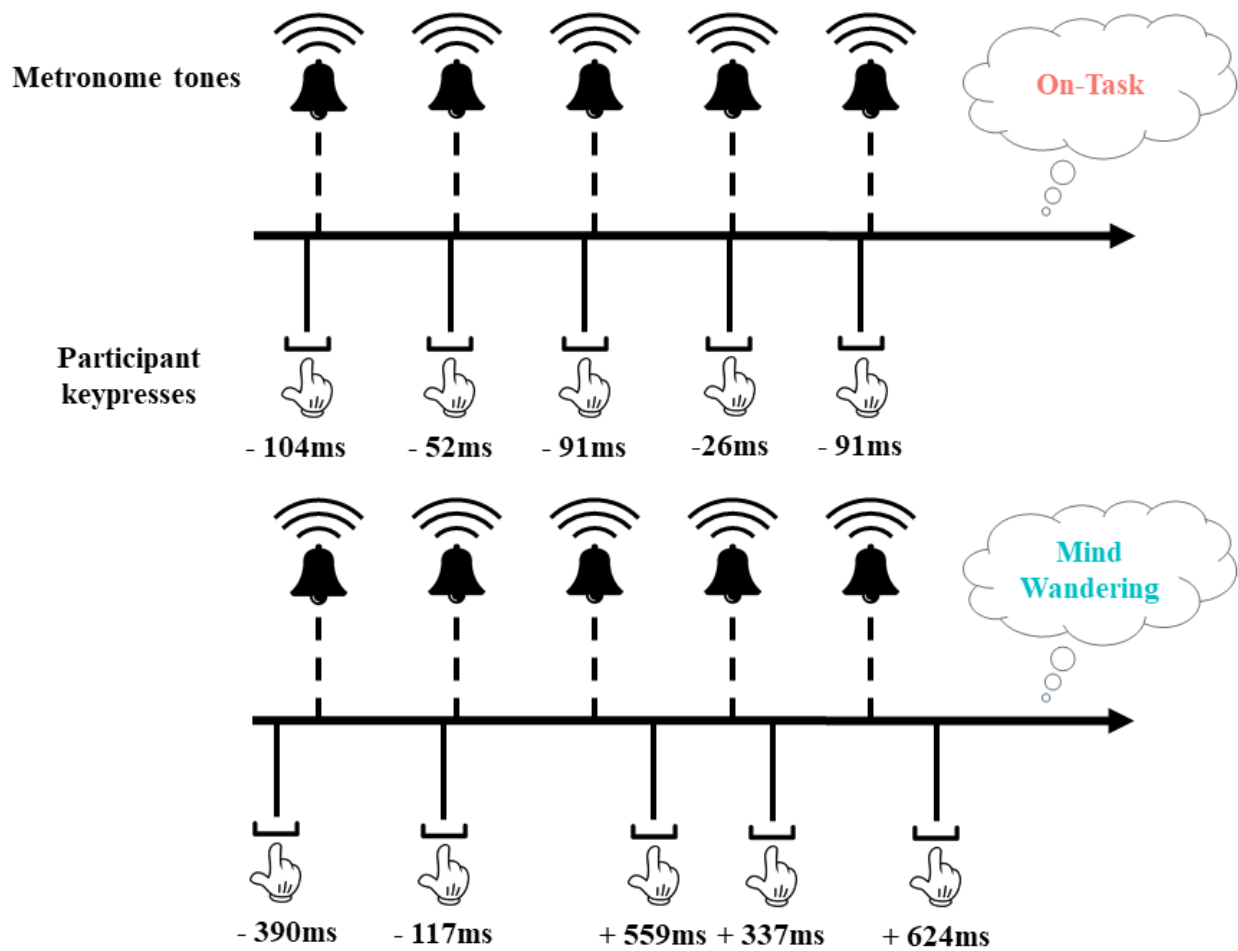 Metronome tones
On-Task
Participant
keypresses
- 104ms - 52ms - 91ms -26ms - 91ms
Mind
Wandering
- 390ms - 117ms + 559ms + 337ms + 624ms